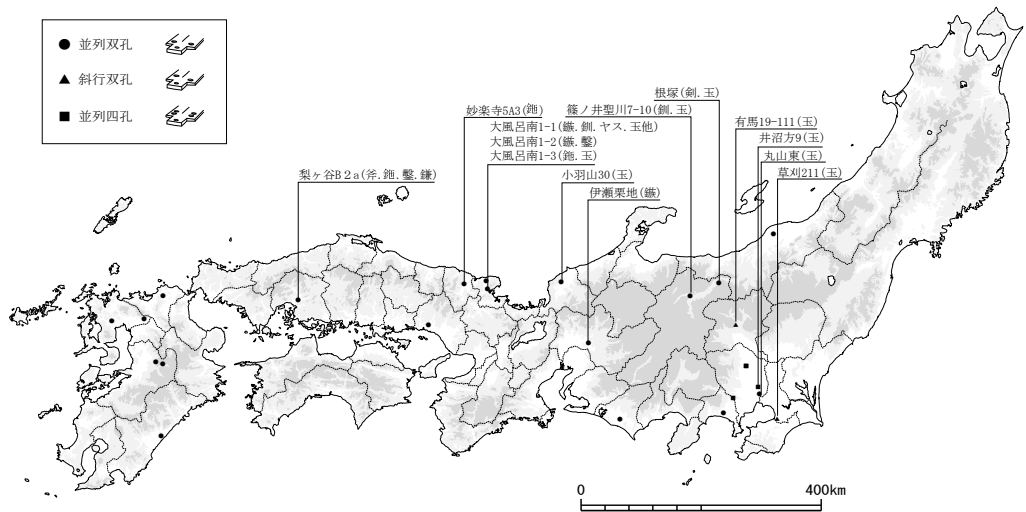 並列双孔
斜行双孔
並列四孔
根塚(剣.玉)
妙楽寺5A3(鉇)
篠ノ井聖川7-10(釧.玉)
大風呂南1-1(鏃.釧.ヤス.玉他)
有馬19-111(玉)
大風呂南1-2(鏃.鑿)
井沼方9(玉)
大風呂南1-3(鉇.玉)
丸山東(玉)
梨ヶ谷B2a(斧.鉇.鑿.鎌)
小羽山30(玉)
草刈211(玉)
伊瀬栗地(鏃)
0 400km